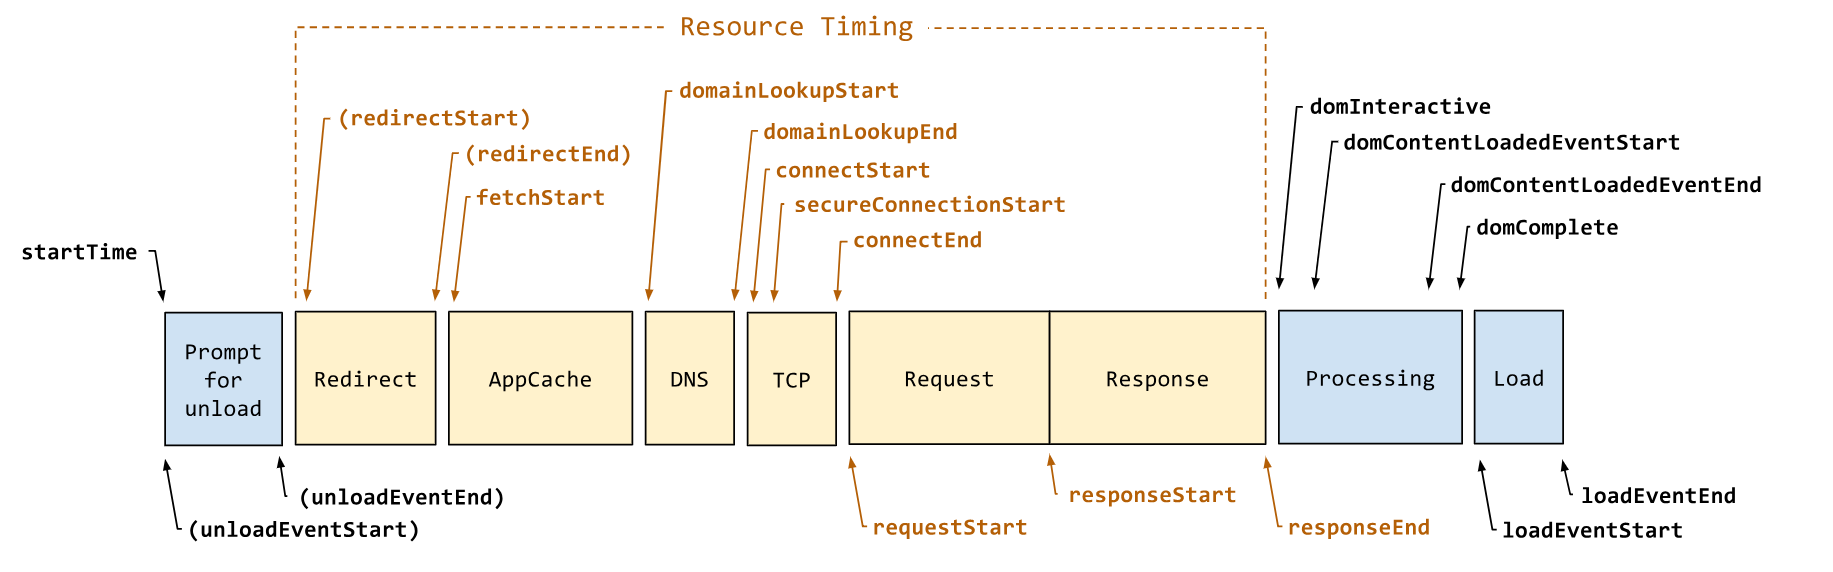 Resource Timing
domainLookupStart
domInteractive
(redirectStart)
domainLookupEnd
domContentLoadedEventStart
(redirectEnd)
connectStart
domContentLoadedEventEnd
fetchStart
secureConnectionStart
domComplete
connectEnd
startTime
Prompt
for
unload
Redirect
AppCache
DNS
TCP
Request
Response
Processing
Load
(unloadEventEnd)
responseStart
loadEventEnd
(unloadEventStart)
requestStart
responseEnd
loadEventStart